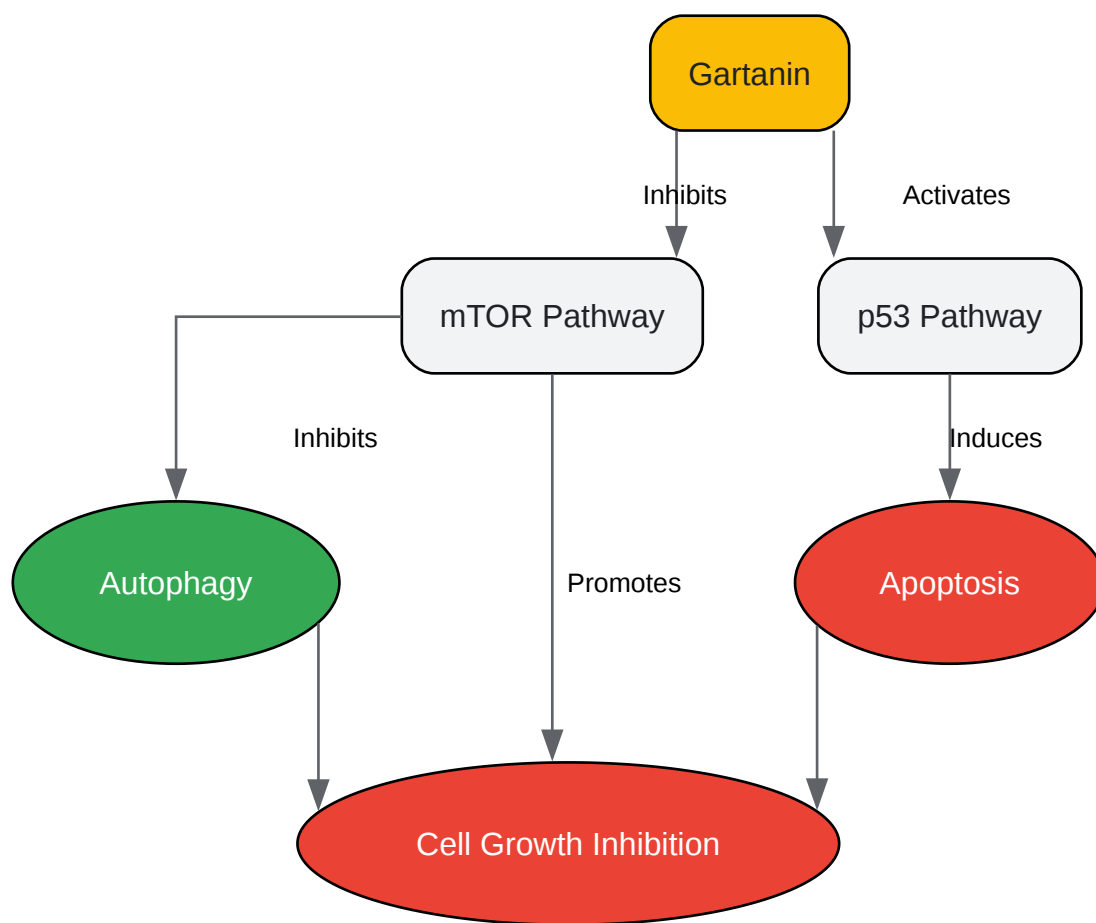 Gartanin
Inhibits
Activates
mTOR Pathway
p53 Pathway
Inhibits
Induces
Autophagy
Promotes
Apoptosis
Cell Growth Inhibition